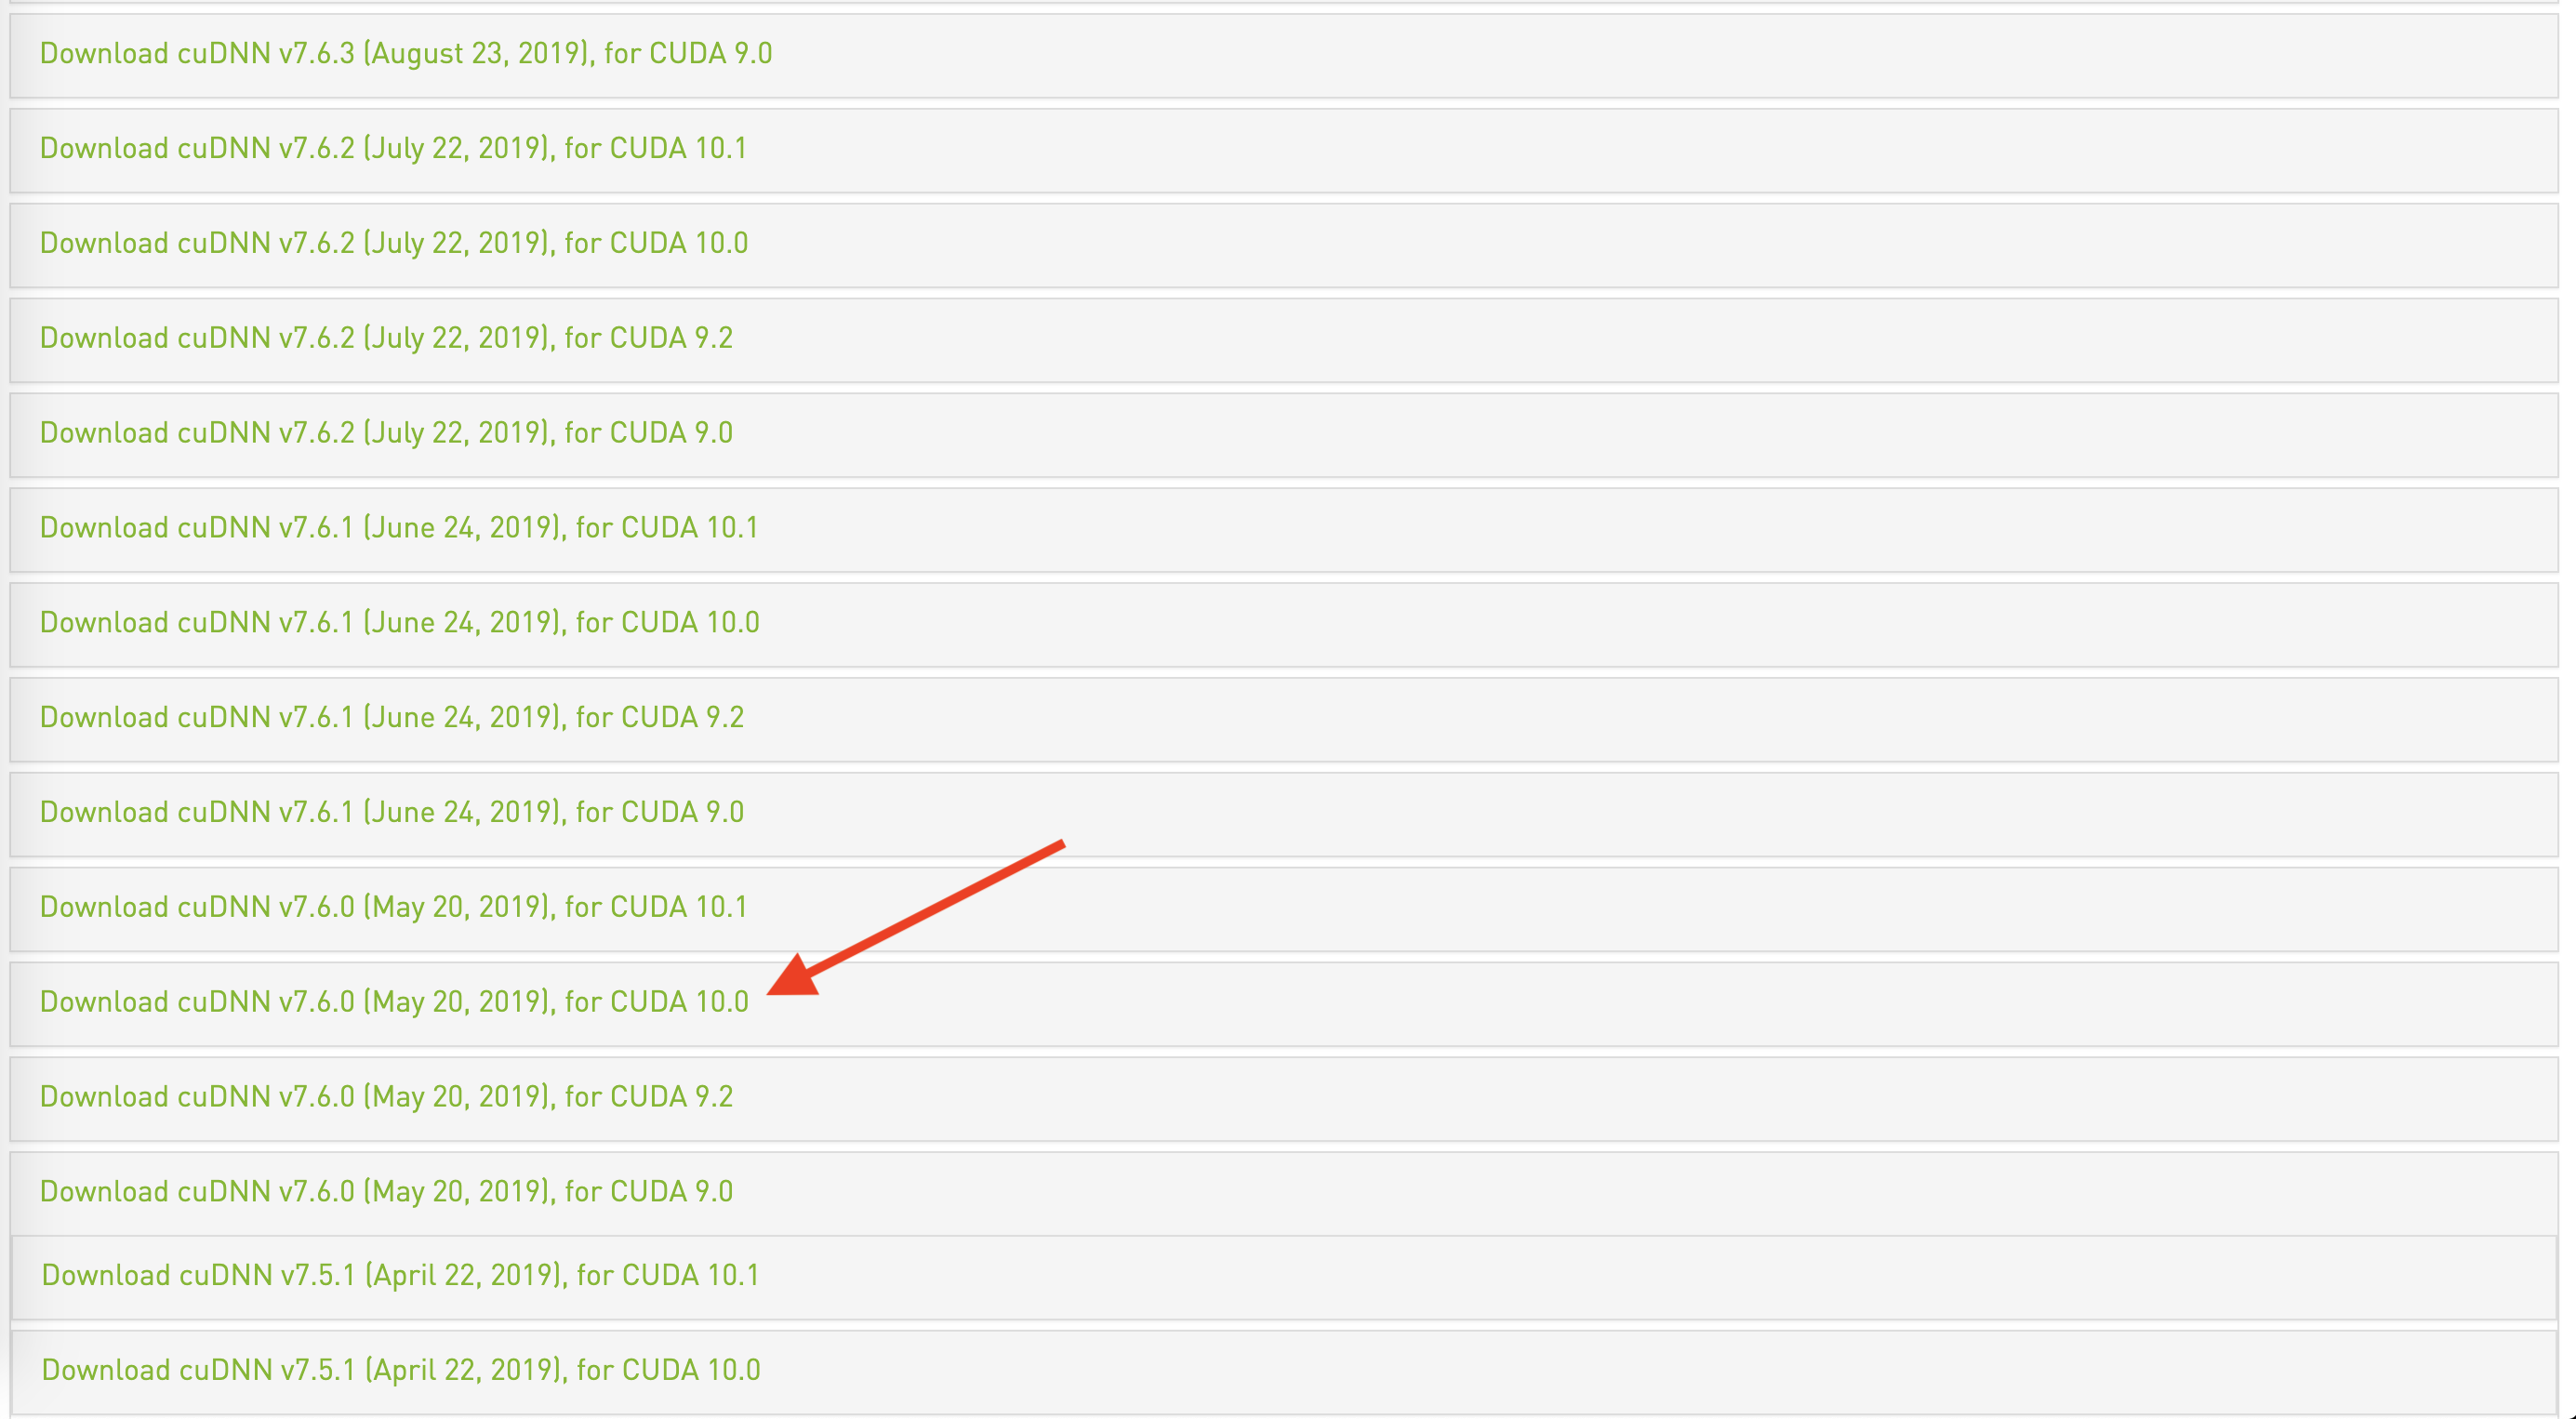 Download cuDNN v7.6.3 (August 23, 2019), for CUDA 9.0
Download cuDNN v7.6.2 (July 22, 2019), for CUDA 10.1
Download cuDNN v7.6.2 (July 22, 2019), for CUDA 10.0
Download cuDNN v7.6.2 (July 22, 2019), for CUDA 9.2
Download cuDNN v7.6.2 (July 22, 2019), for CUDA 9.0
Download cuDNN v7.6.1 (June 24, 2019), for CUDA 10.1
Download cuDNN v7.6.1 (June 24, 2019), for CUDA 10.0
Download cuDNN v7.6.1 (June 24, 2019), for CUDA 9.2
Download cuDNN v7.6.1 (June 24, 2019), for CUDA 9.0
Download cuDNN v7.6.0 (May 20, 2019), for CUDA 10.1
Download cuDNN v7.6.0 (May 20, 2019), for CUDA 10.0
Download cuDNN v7.6.0 (May 20, 2019), for CUDA 9.2
Download cuDNN v7.6.0 (May 20, 2019), for CUDA 9.0
Download cuDNN v7.5.1 (April 22, 2019), for CUDA 10.1
Download cuDNN v7.5.1 (April 22, 2019), for CUDA 10.0